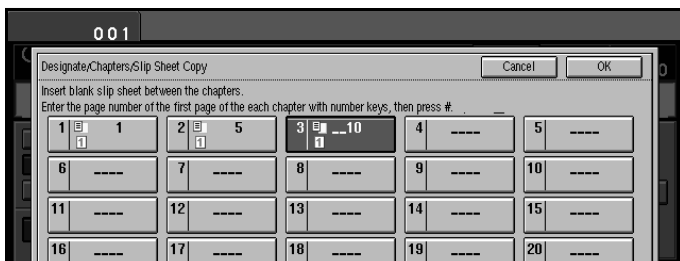 001
Designate/Chapters/Slip Sheet Copy Cancel OK
Insert blank slip sheet between the chapters.
Enter the page number of the first page of the each chapter with number keys, then press #.
1 1 2 5 3 __10 4 ---- 5 ----
1 1 1
6 ---- 7 ---- 8 ---- 9 ---- 10 ----
11 ---- 12 ---- 13 ---- 14 ---- 15 ----
16 ---- 17 ---- 18 ---- 19 ---- 20 ----